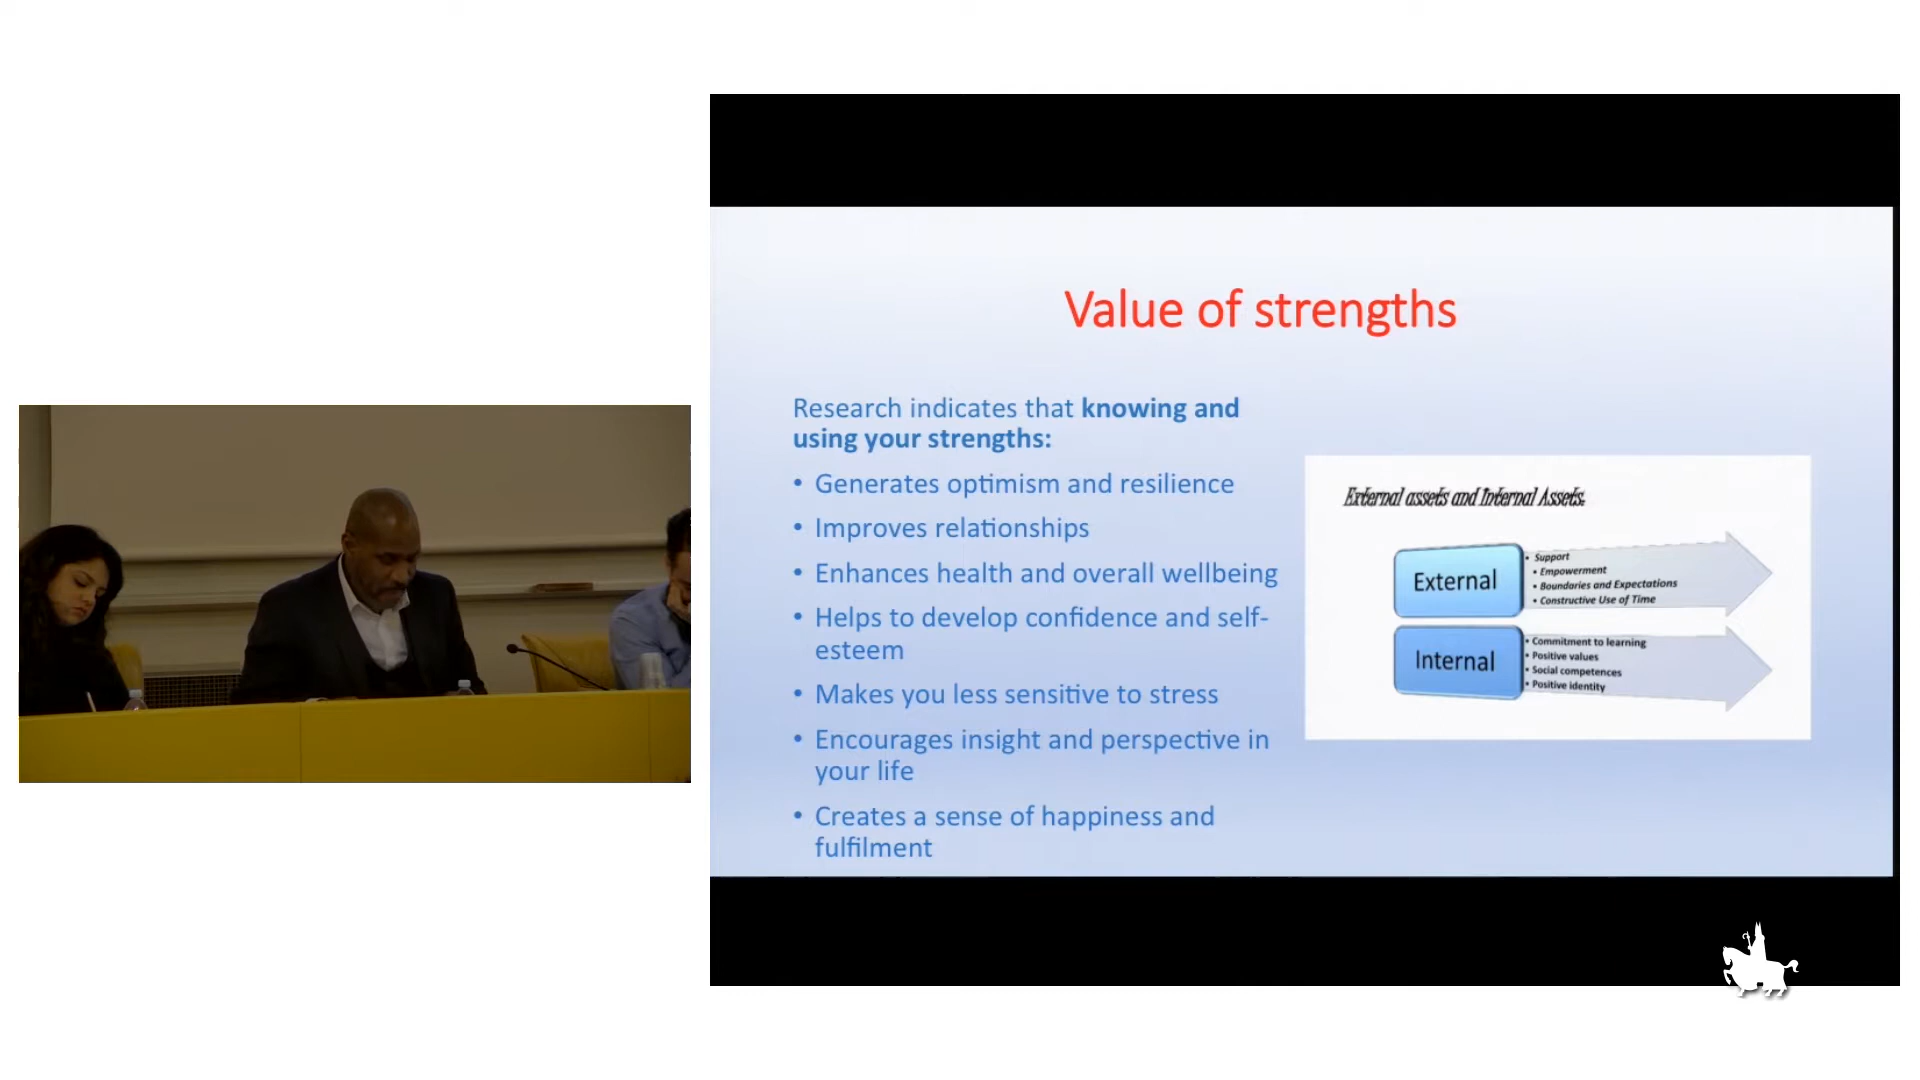 Value of strengths
Research indicates that knowing and
using your strengths:
• Generates optimism and resilience
• Improves relationships
• Enhances health and overall wellbeing
• Helps to develop confidence and self-
esteem
• Makes you less sensitive to stress
• Encourages insight and perspective in
your life
• Creates a sense of happiness and
fulfilment
External assets and Internal Assets.
External
• Support
• Empowerment
• Boundaries and Expectations
• Constructive Use of Time
Internal
• Commitment to learning
• Positive values
• Social competences
• Positive identity